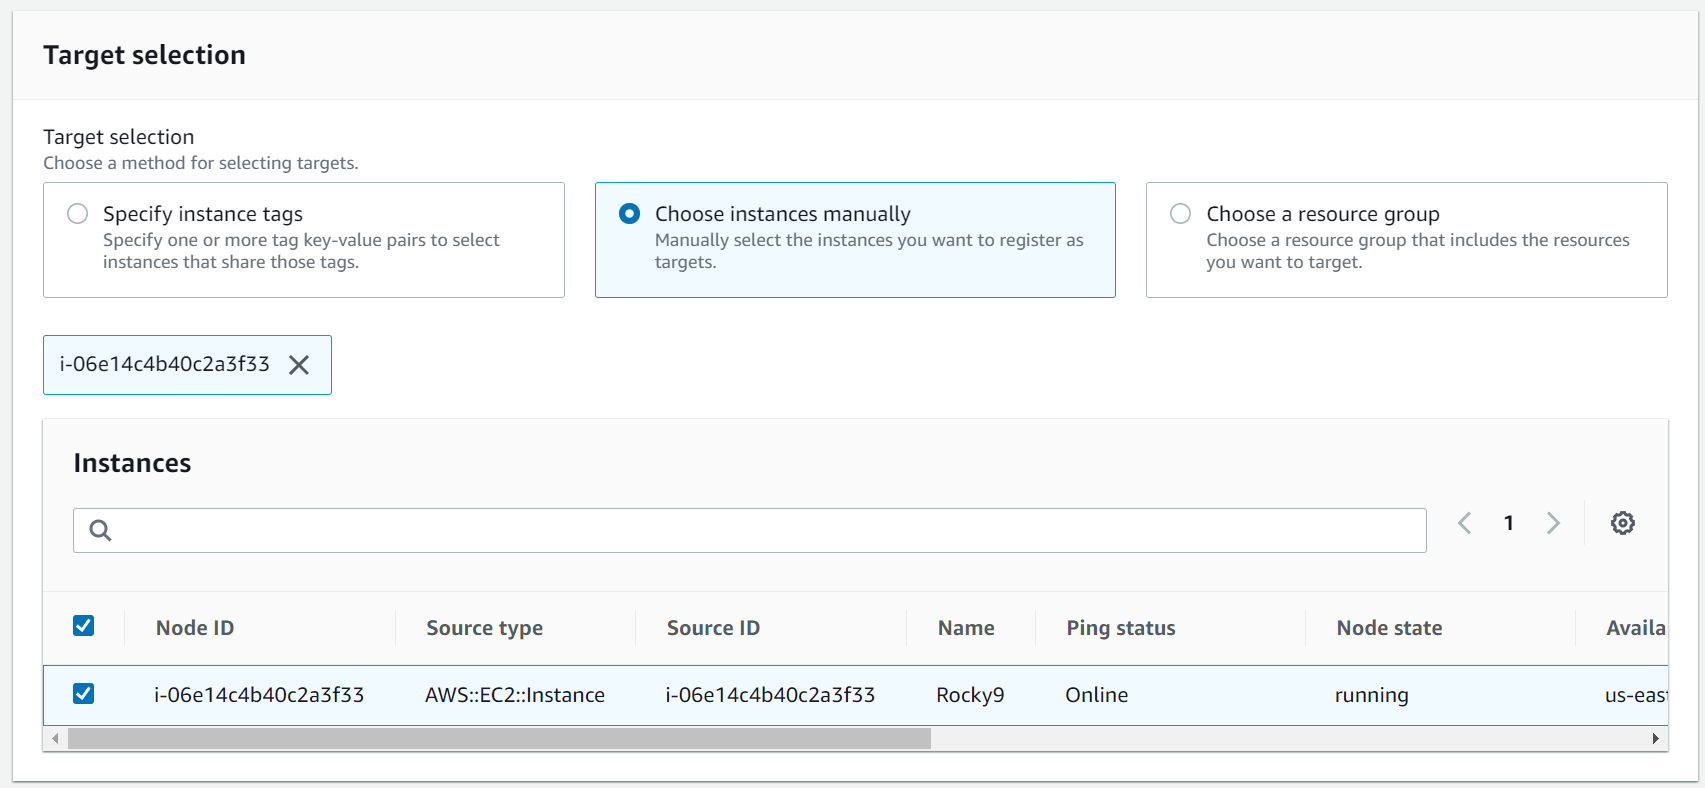 Target selection
Target selection
Choose a method for selecting targets.
Specify instance tags
Specify one or more tag key-value pairs to select
instances that share those tags.
Choose instances manually
Manually select the instances you want to register as
targets.
Choose a resource group
Choose a resource group that includes the resources
you want to target.
i-06e14c4b40c2a3f33
Instances
1
Node ID Source type Source ID Name Ping status Node state Availa
i-06e14c4b40c2a3f33 AWS::EC2::Instance i-06e14c4b40c2a3f33 Rocky9 Online running us-east